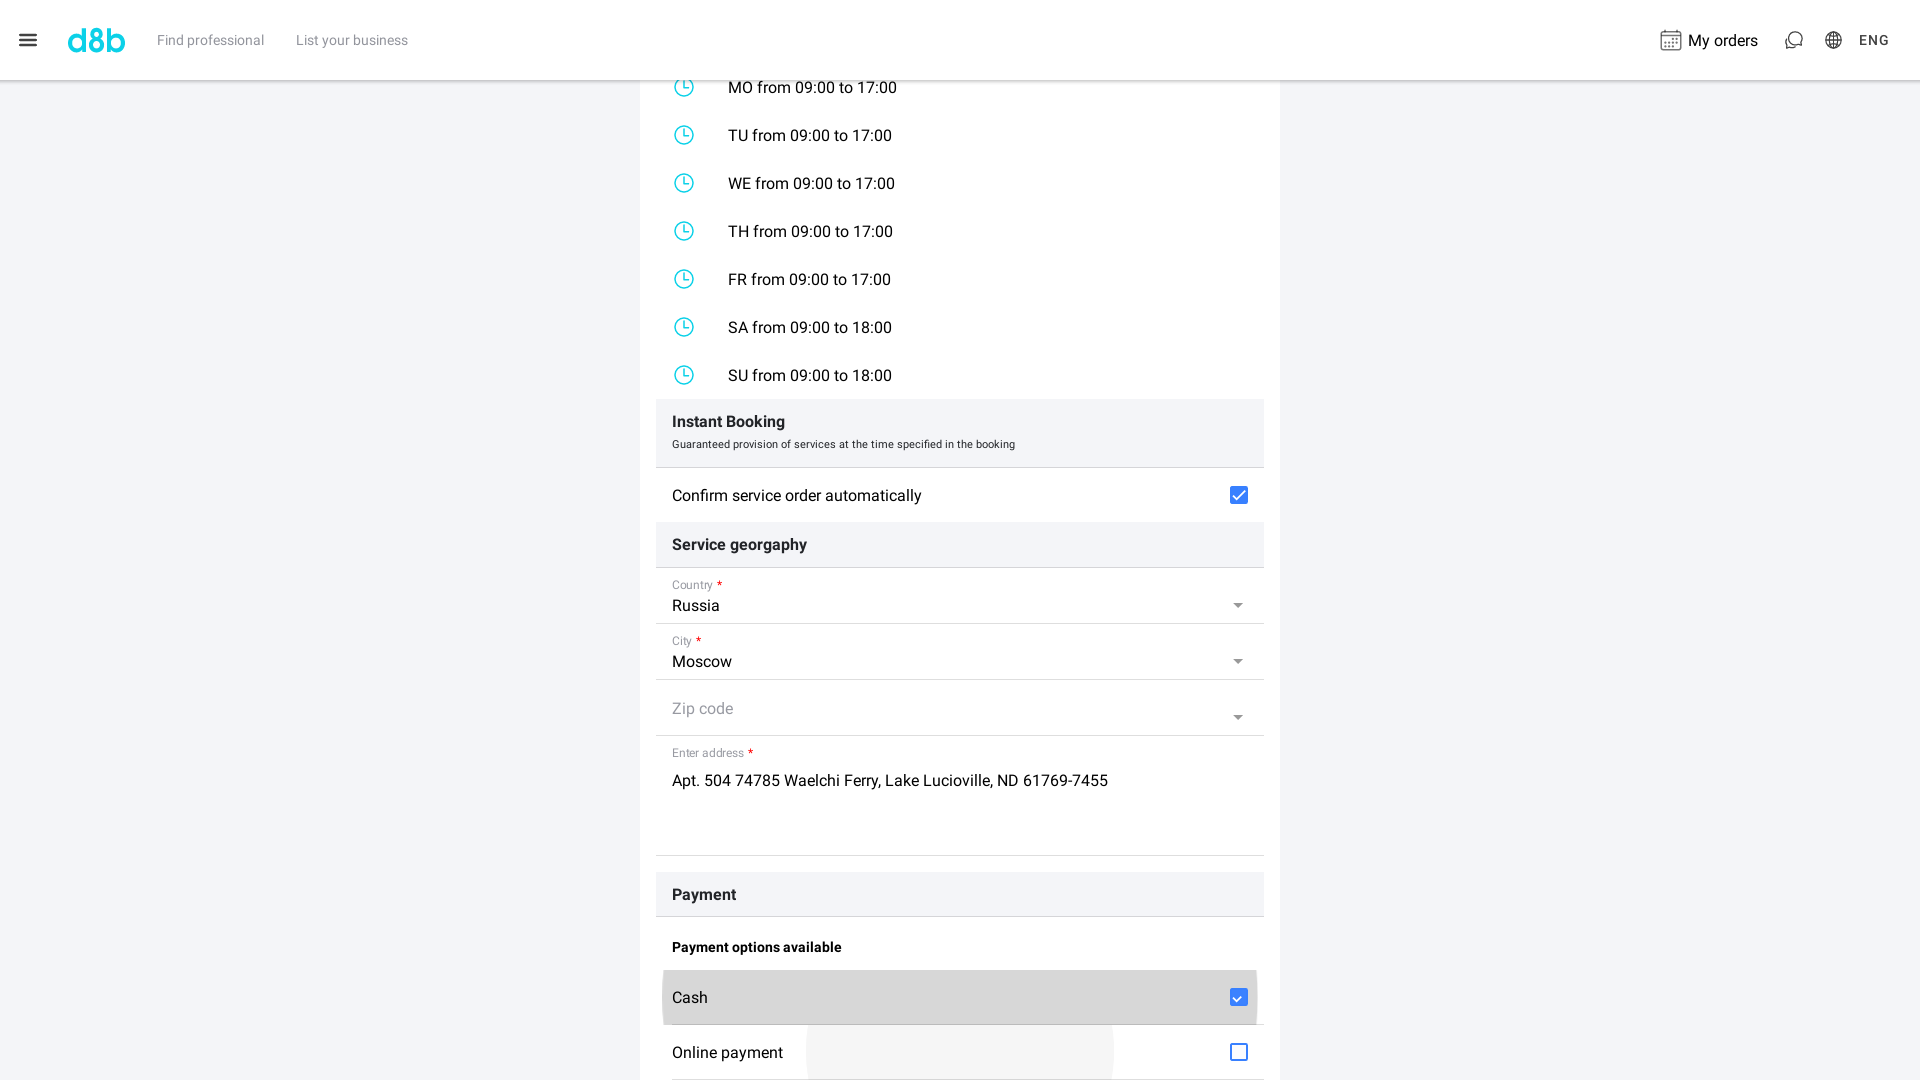 d8b
Find professional
List your business
My orders
ENG
MO from 09:00 to 17:00
TU from 09:00 to 17:00
WE from 09:00 to 17:00
TH from 09:00 to 17:00
FR from 09:00 to 17:00
SA from 09:00 to 18:00
SU from 09:00 to 18:00
Instant Booking
Guaranteed provision of services at the time specified in the booking
Confirm service order automatically
Service georgaphy
Country *
Russia
City *
Moscow
Zip code
Enter address *
Apt. 504 74785 Waelchi Ferry, Lake Lucioville, ND 61769-7455
Payment
Payment options available
Cash
Online payment